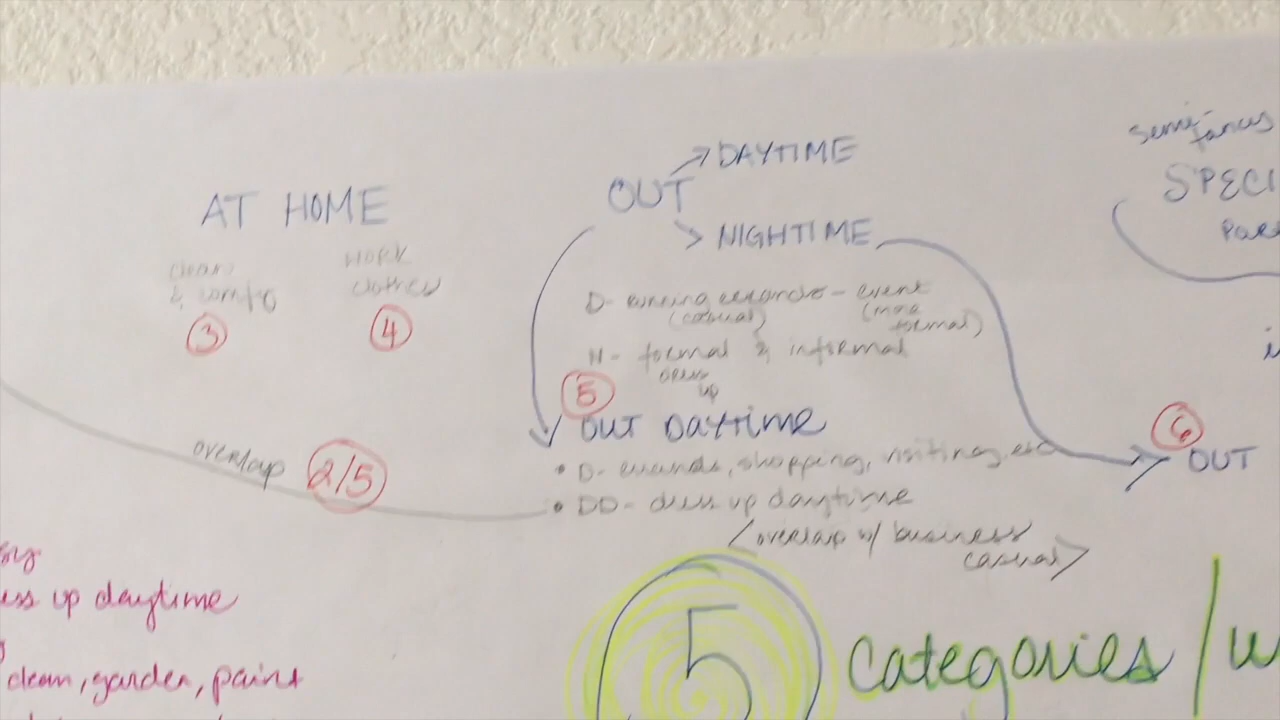 semi-
fancy
DAYTIME
OUT
NIGHTIME
AT HOME
clean
& comfy
work
clothes
3
4
SPECI
par
D- running errands - event
(casual)
(more
formal)
N- formal & informal
dress
up
5
OUT DAYTIME
• D- errands, shopping, visiting, etc
• DD- dress up daytime
<overlap w/ business
casual>
overlap
2/5
6
OUT
ess up daytime
clean, garden, paint
5
categories/w